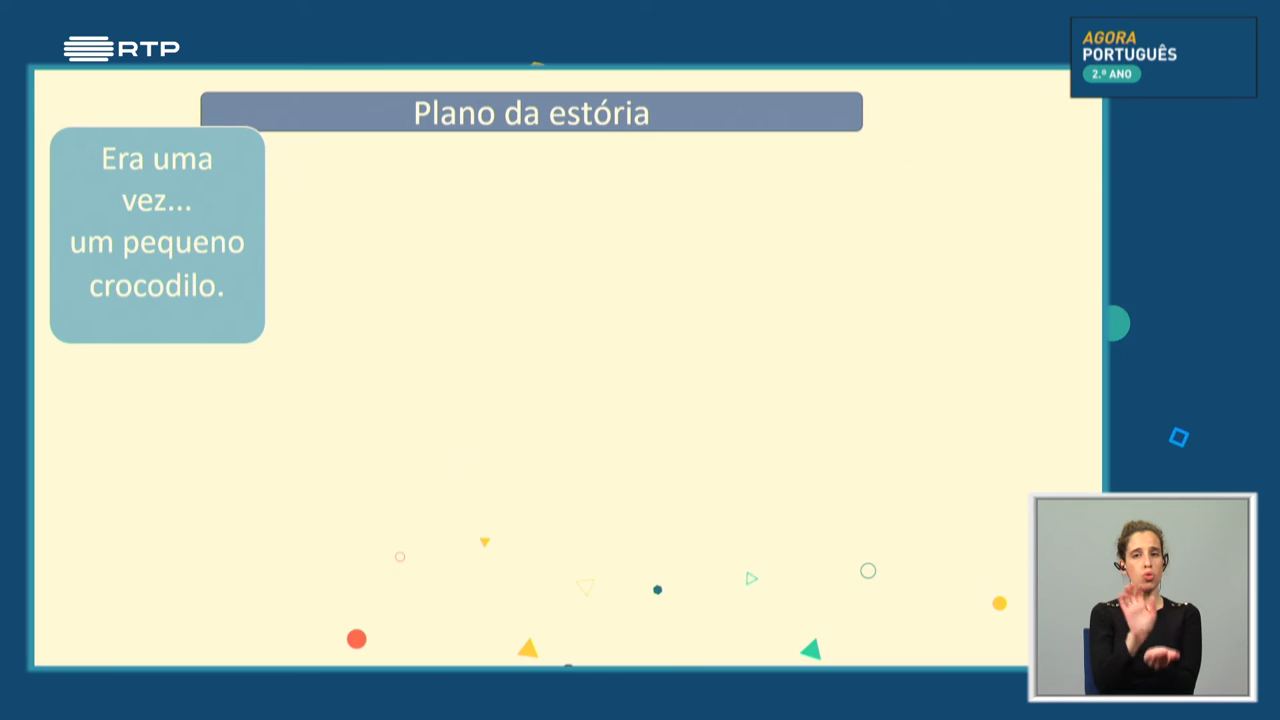 RTP
AGORA
PORTUGUÊS
2.º ANO
Plano da estória
Era uma
vez...
um pequeno
crocodilo.